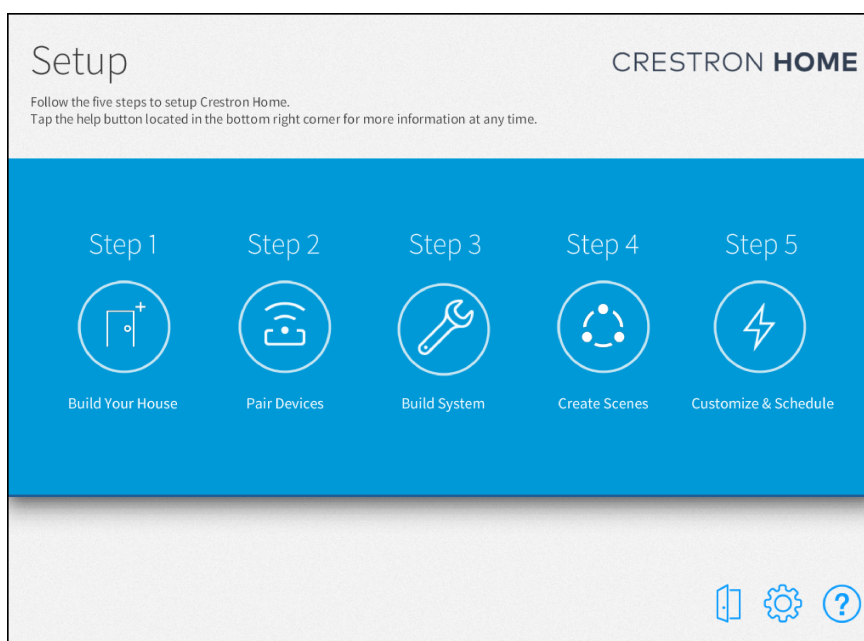 Setup
CRESTRON HOME
Follow the five steps to setup Crestron Home.
Tap the help button located in the bottom right corner for more information at any time.
Step 1
Step 2
Step 3
Step 4
Step 5
Build Your House
Pair Devices
Build System
Create Scenes
Customize & Schedule
?